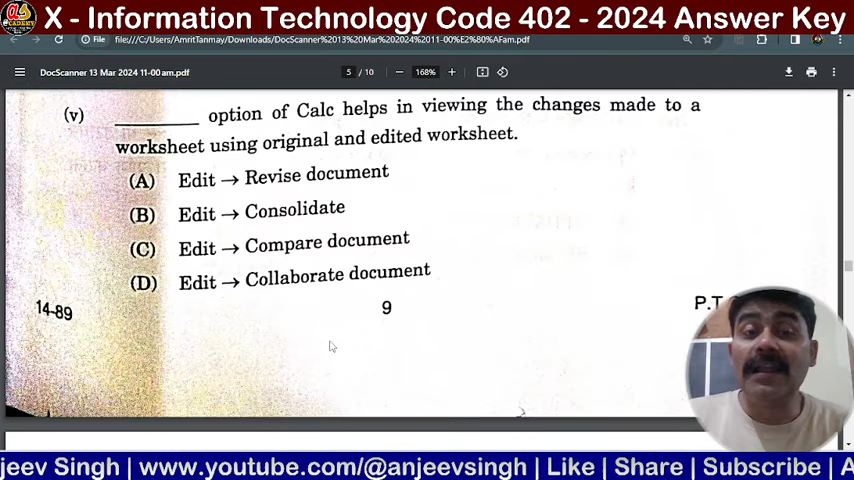 ACADEMY
X - Information Technology Code 402 - 2024 Answer Key
File file:///C:/Users/AmritTanmay/Downloads/DocScanner%2013%20Mar%202024%2011-00%E2%80%AFam.pdf
DocScanner 13 Mar 2024 11-00 am.pdf
5 / 10
168%
(v) ________ option of Calc helps in viewing the changes made to a
worksheet using original and edited worksheet.
(A) Edit → Revise document
(B) Edit → Consolidate
(C) Edit → Compare document
(D) Edit → Collaborate document
14-89
9
P.T.
jeev Singh | www.youtube.com/@anjeevsingh | Like | Share | Subscribe | A